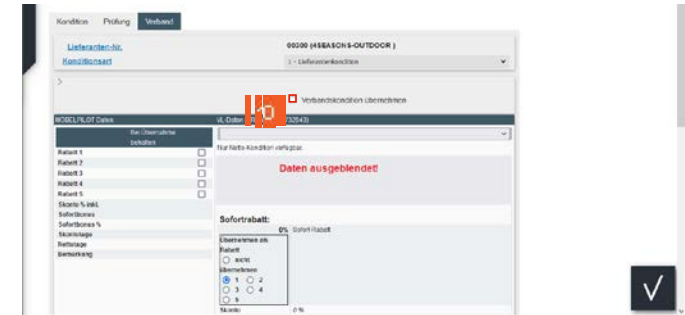 Kondition Prüfung Verband
Lieferanten-Nr. 00300 (4SEASONS-OUTDOOR )
Konditionsart 1 - Lieferantenkondition
>
10 Verbandskondition übernehmen
MÖBELPILOT Daten VL Daten
Bei Übernahme behalten
Rabatt 1 Nur Netto-Kondition verfügbar.
Rabatt 2
Rabatt 3 Daten ausgeblendet!
Rabatt 4
Rabatt 5
Skonto % inkl.
Sofortbonus
Sofortbonus % Sofortrabatt:
Skontotage 0% Sofort Rabatt
Nettotage Übernehmen als
Bemerkung Rabatt
nicht
übernehmen
1 2
3 4
5
Skonto 0 %